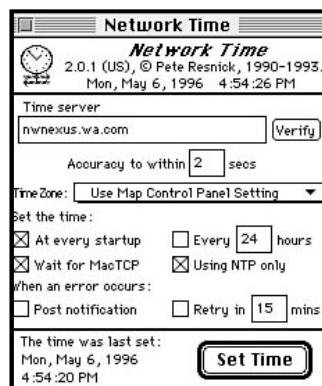 Network Time
Network Time
2.0.1 (US), © Pete Resnick, 1990-1993.
Mon, May 6, 1996 4:54:26 PM
Time server
nwnexus.wa.com Verify
Accuracy to within 2 secs
Time Zone: Use Map Control Panel Setting
Set the time:
At every startup Every 24 hours
Wait for MacTCP Using NTP only
When an error occurs:
Post notification Retry in 15 mins
The time was last set:
Mon, May 6, 1996
4:54:20 PM
Set Time